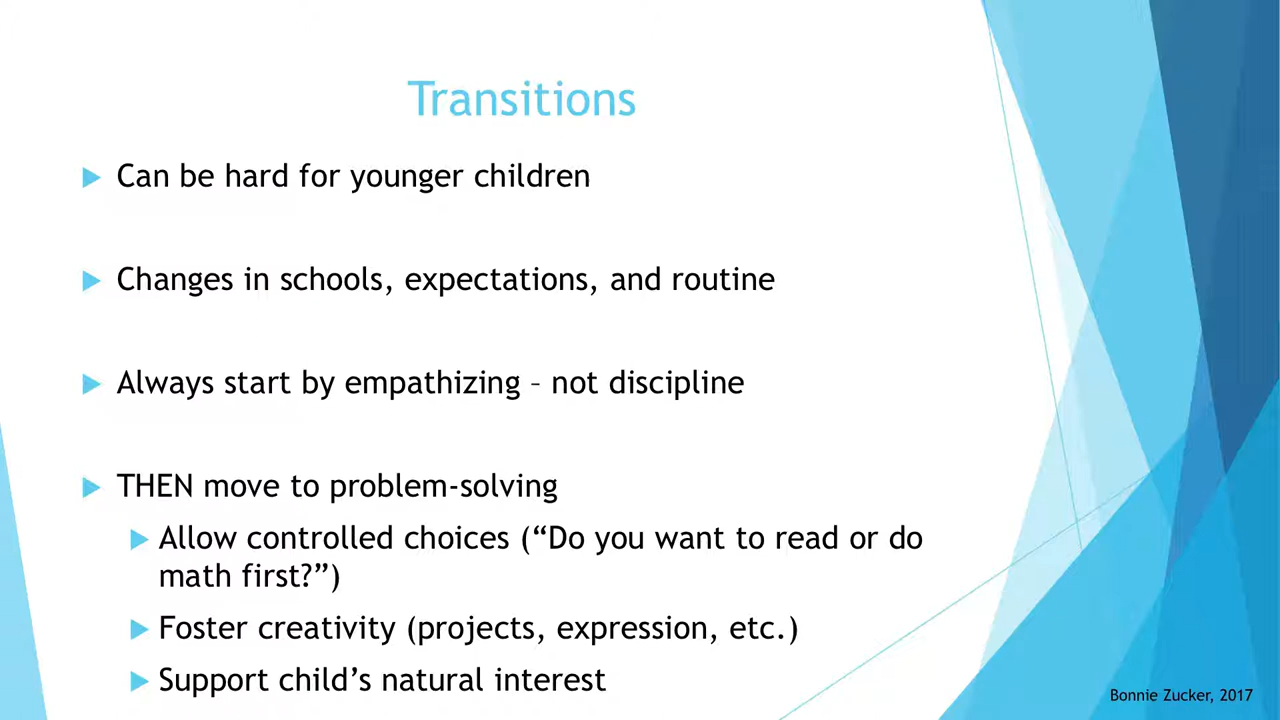 Transitions
Can be hard for younger children
Changes in schools, expectations, and routine
Always start by empathizing – not discipline
THEN move to problem-solving
Allow controlled choices (“Do you want to read or do
math first?”)
Foster creativity (projects, expression, etc.)
Support child’s natural interest
Bonnie Zucker, 2017